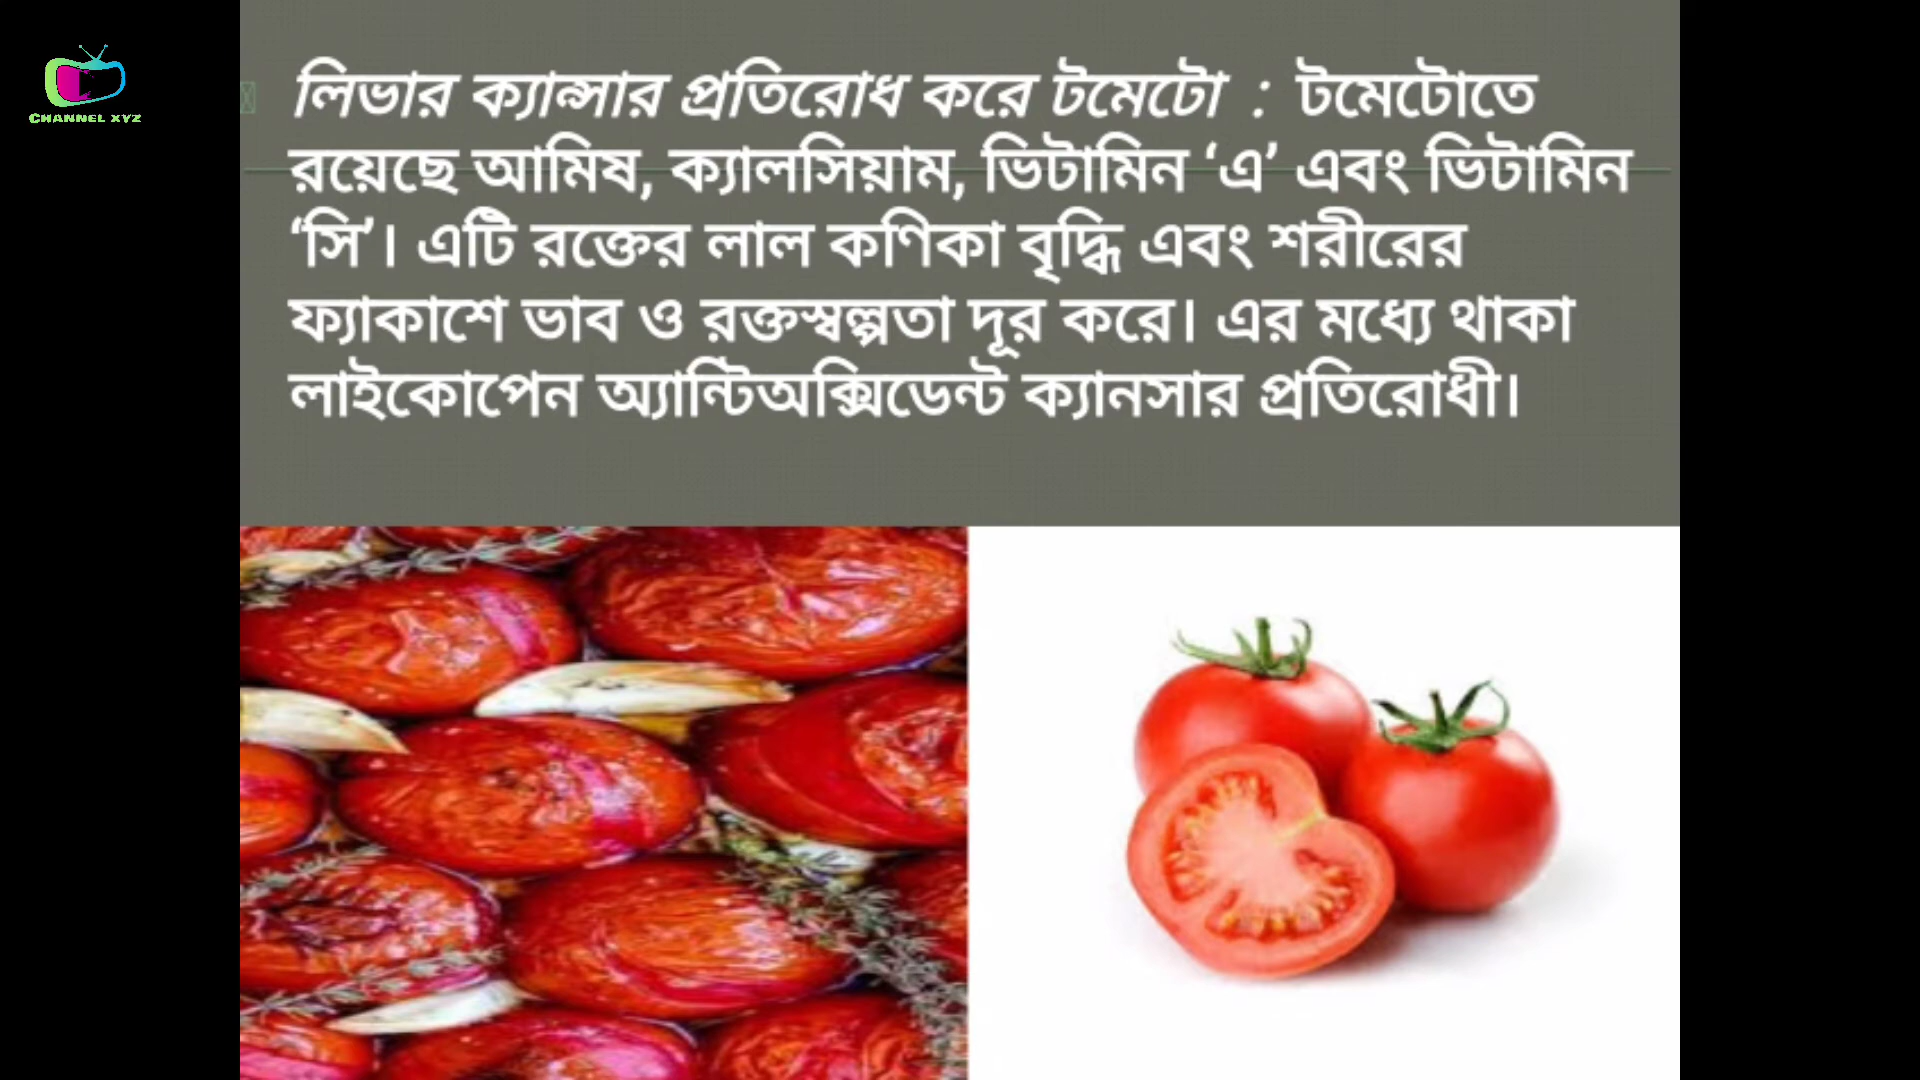 CHANNEL XYZ
লিভার ক্যান্সার প্রতিরোধ করে টমেটো : টমেটোতে
রয়েছে আমিষ, ক্যালসিয়াম, ভিটামিন ‘এ’ এবং ভিটামিন
‘সি’। এটি রক্তের লাল কণিকা বৃদ্ধি এবং শরীরের
ফ্যাকাশে ভাব ও রক্তস্বল্পতা দূর করে। এর মধ্যে থাকা
লাইকোপেন অ্যান্টিঅক্সিডেন্ট ক্যানসার প্রতিরোধী।